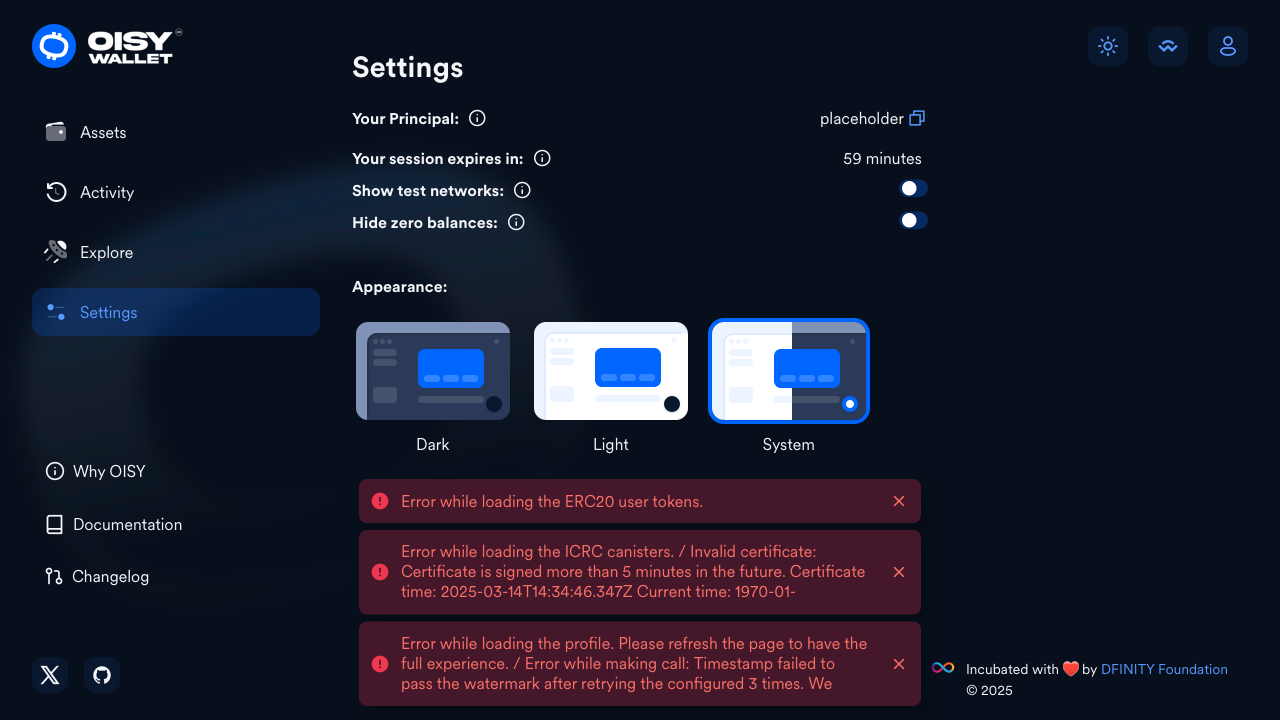 OISY
WALLET
Assets
Activity
Explore
Settings
Why OISY
Documentation
Changelog
Settings
Your Principal:
placeholder
Your session expires in:
59 minutes
Show test networks:
Hide zero balances:
Appearance:
Dark
Light
System
Error while loading the ERC20 user tokens.
Error while loading the ICRC canisters. / Invalid certificate:
Certificate is signed more than 5 minutes in the future. Certificate
time: 2025-03-14T14:34:46.347Z Current time: 1970-01-
Error while loading the profile. Please refresh the page to have the
full experience. / Error while making call: Timestamp failed to
pass the watermark after retrying the configured 3 times. We
Incubated with ❤️ by DFINITY Foundation
© 2025